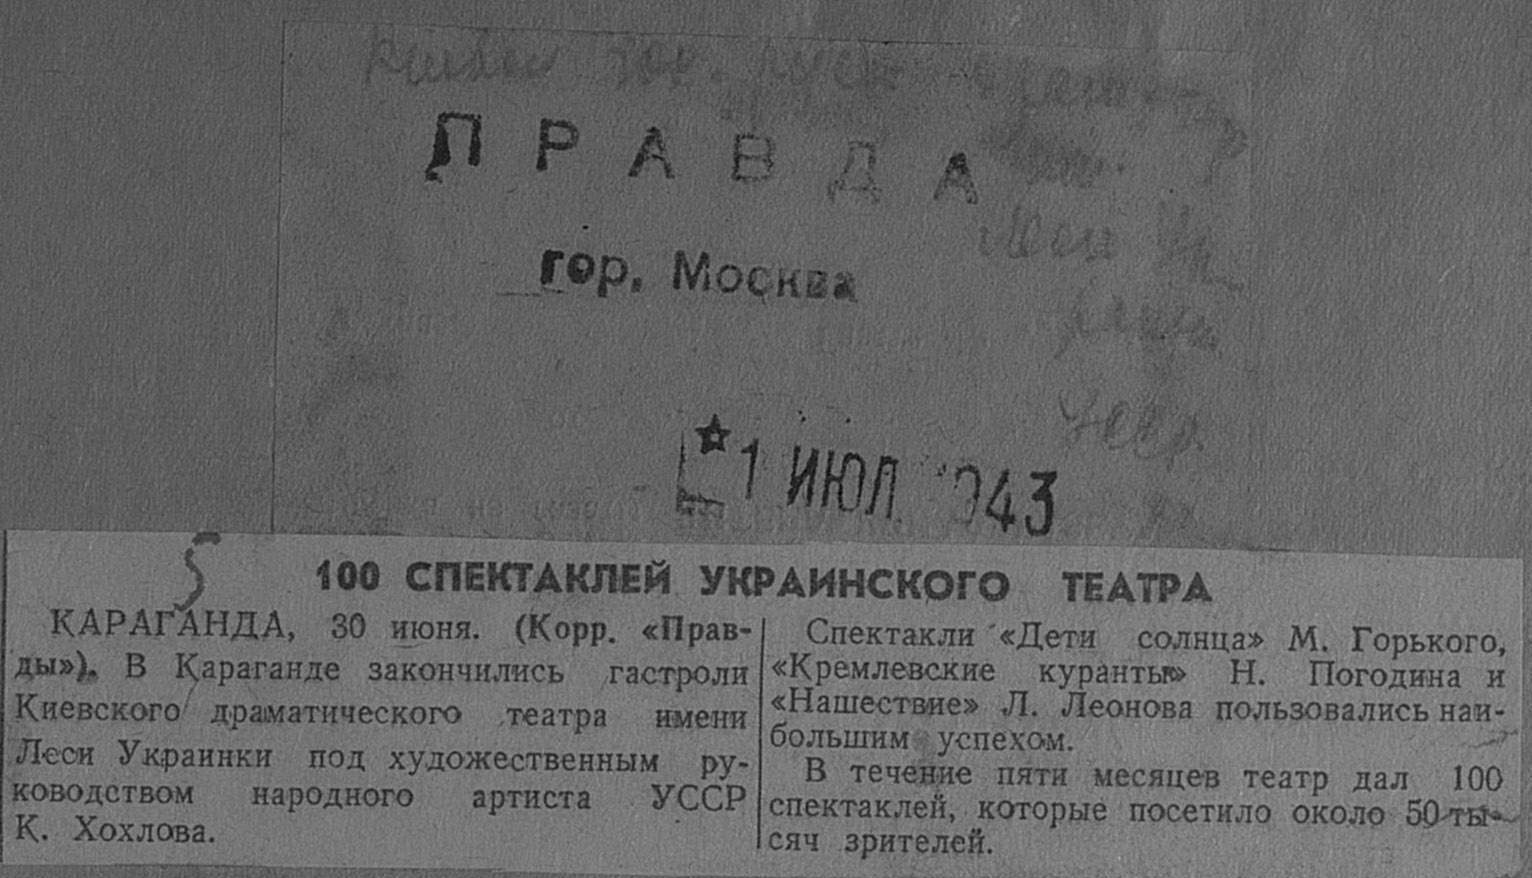 ПРАВДА
гор. Москва
1 ИЮЛ 1943
5
100 СПЕКТАКЛЕЙ УКРАИНСКОГО ТЕАТРА
КАРАГАНДА, 30 июня. (Корр. «Прав-
ды»). В Караганде закончились гастроли
Киевского драматического театра имени
Леси Украинки под художественным ру-
ководством народного артиста УССР
К. Хохлова.
Спектакли «Дети солнца» М. Горького,
«Кремлевские куранты» Н. Погодина и
«Нашествие» Л. Леонова пользовались наи-
большим успехом.
В течение пяти месяцев театр дал 100
спектаклей, которые посетило около 50 ты-
сяч зрителей.